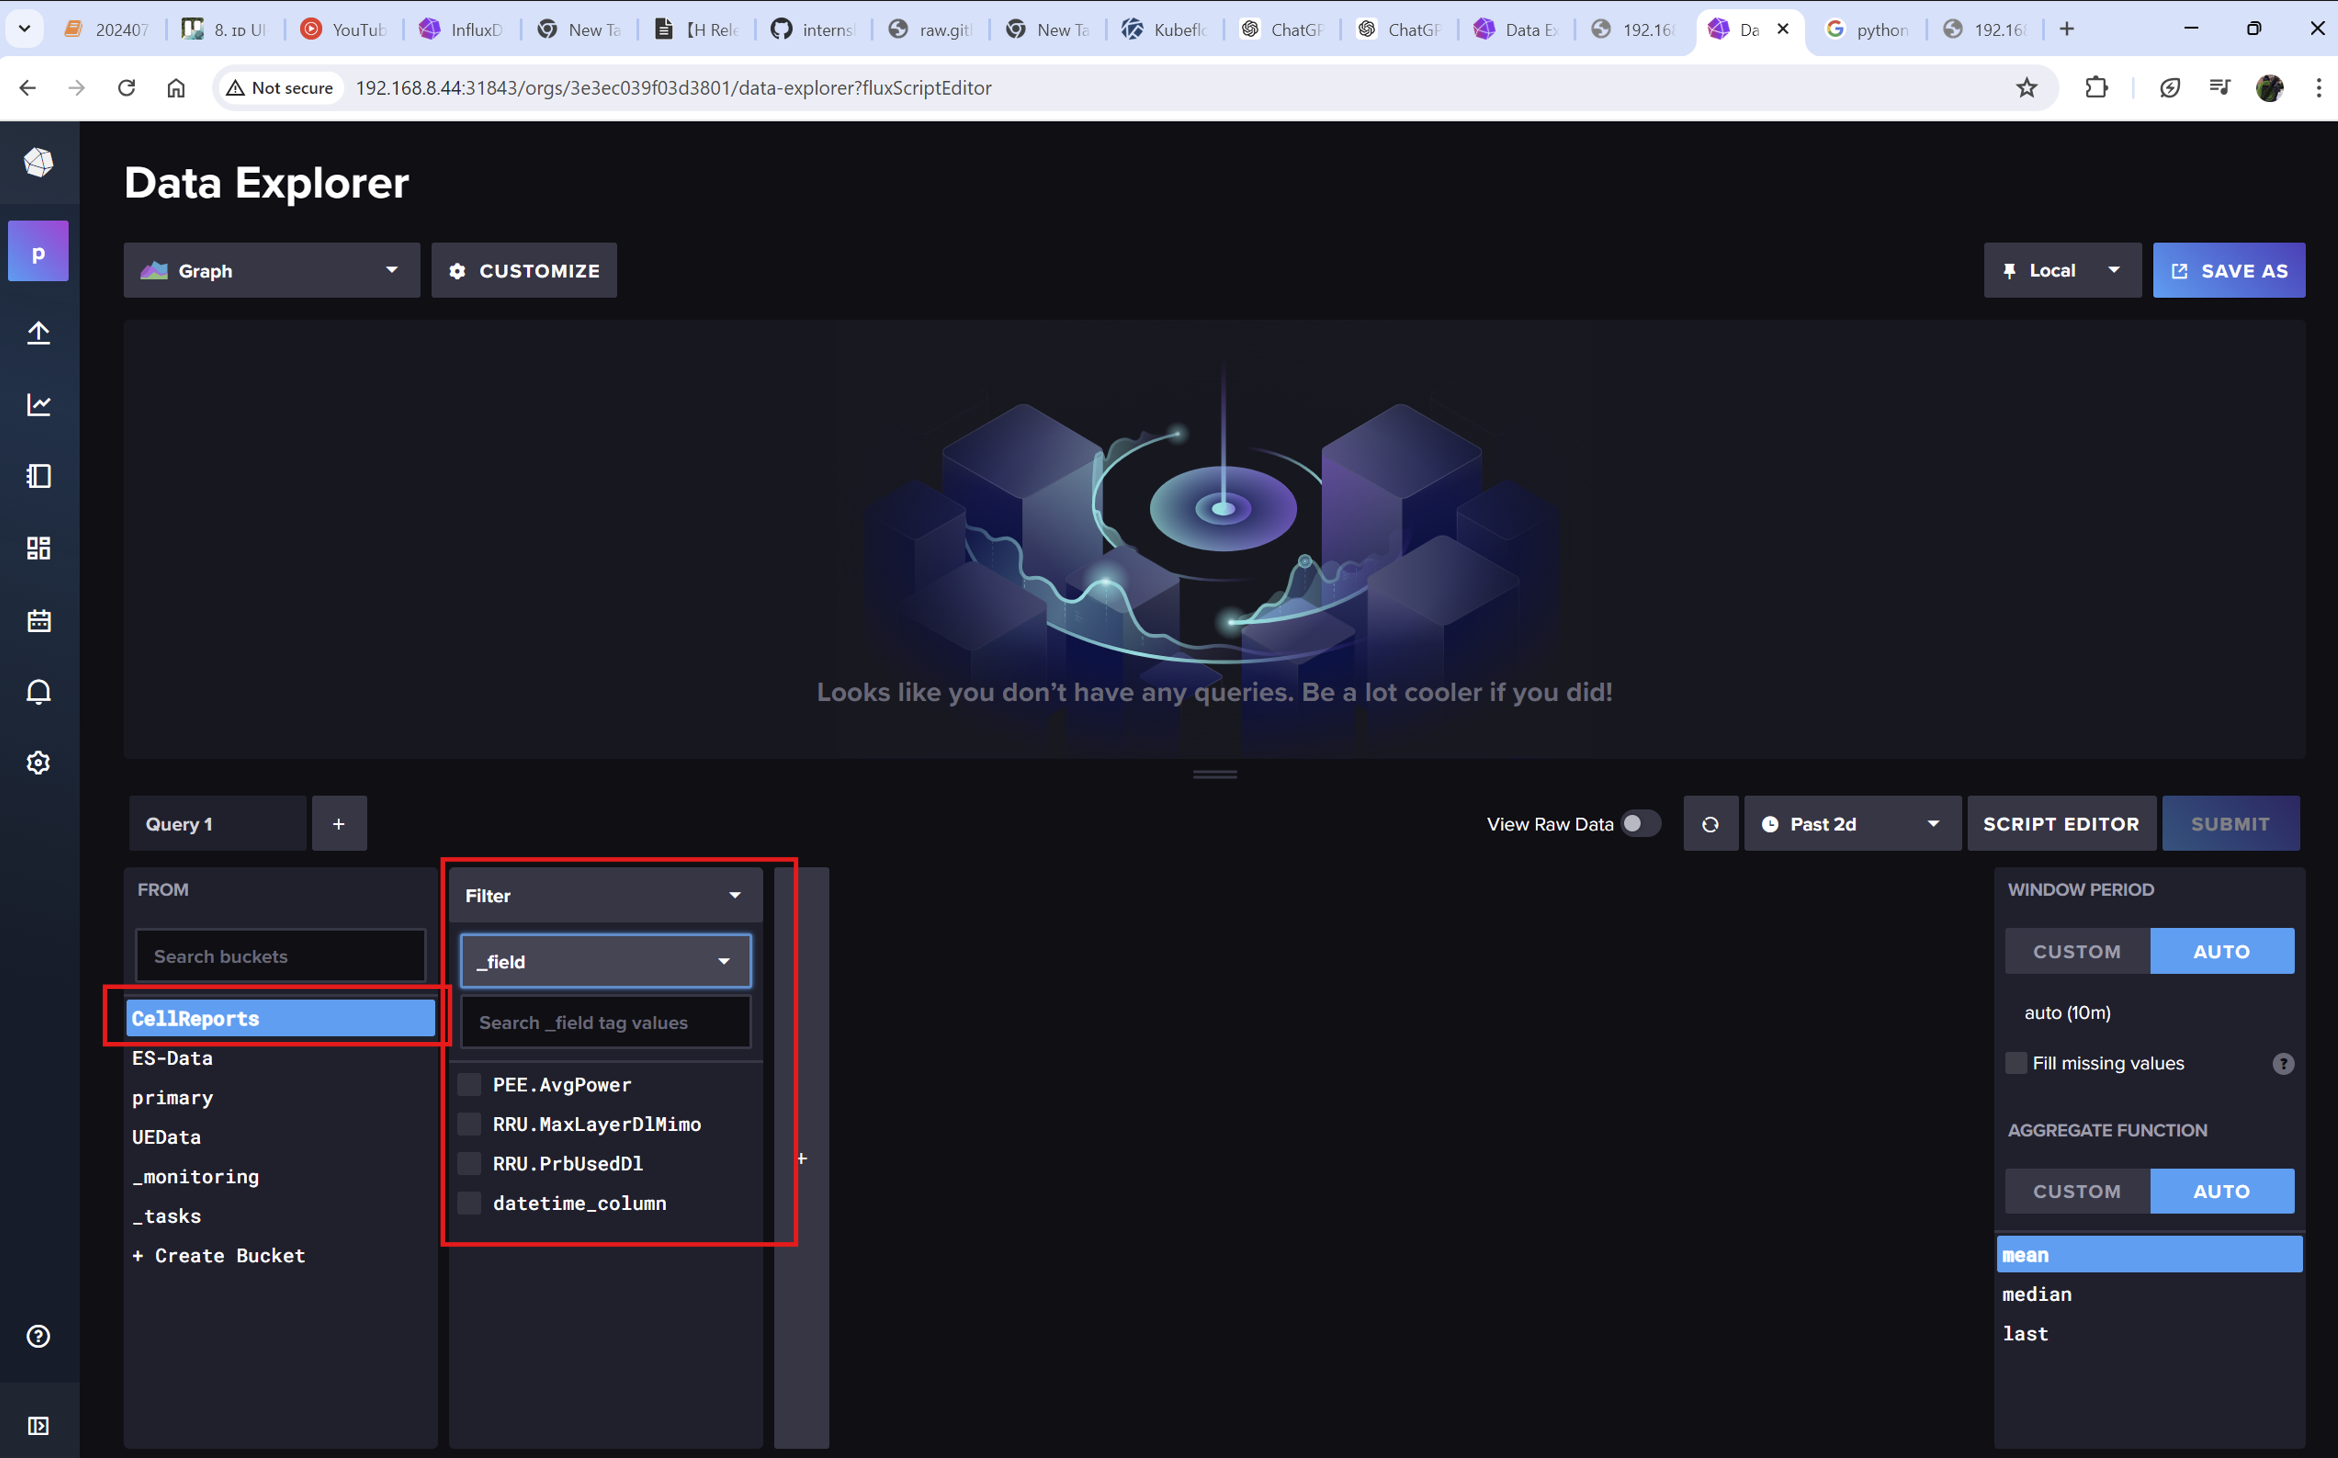 202407
8. ɪᴅ UI
YouTub
InfluxD
New Ta
【H Rele
interns
raw.git
New Ta
Kubeflo
ChatGP
ChatGP
Data Ex
192.168
Da
python
192.168
Not secure
192.168.8.44:31843/orgs/3e3ec039f03d3801/data-explorer?fluxScriptEditor
p
Data Explorer
Graph
CUSTOMIZE
Local
SAVE AS
Looks like you don’t have any queries. Be a lot cooler if you did!
Query 1
+
View Raw Data
Past 2d
SCRIPT EDITOR
SUBMIT
FROM
Search buckets
CellReports
ES-Data
primary
UEData
_monitoring
_tasks
+ Create Bucket
Filter
_field
Search _field tag values
PEE.AvgPower
RRU.MaxLayerDlMimo
RRU.PrbUsedDl
datetime_column
+
WINDOW PERIOD
CUSTOM
AUTO
auto (10m)
Fill missing values
?
AGGREGATE FUNCTION
CUSTOM
AUTO
mean
median
last